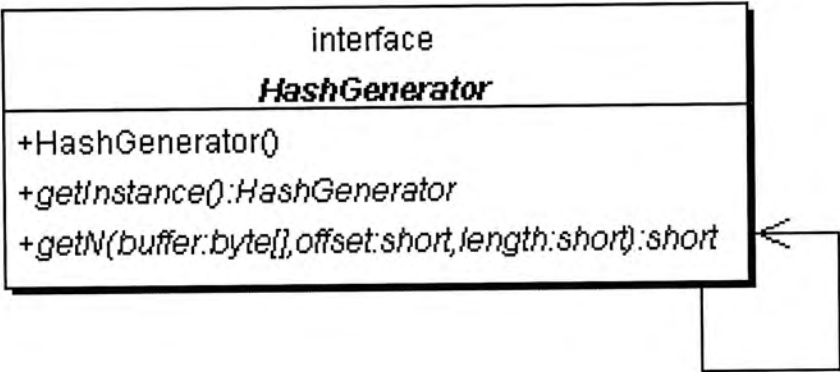 interface
HashGenerator
+HashGenerator()
+getInstance():HashGenerator
+getN(buffer:byte[],offset:short,length:short):short